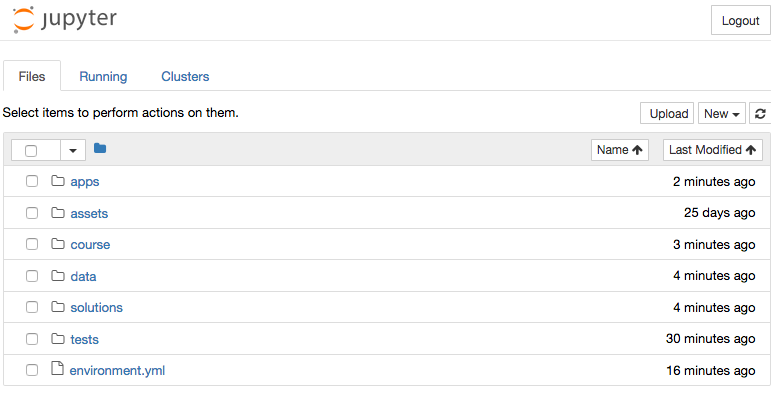 jupyter Logout
Files Running Clusters
Select items to perform actions on them. Upload New
Name Last Modified
apps 2 minutes ago
assets 25 days ago
course 3 minutes ago
data 4 minutes ago
solutions 4 minutes ago
tests 30 minutes ago
environment.yml 16 minutes ago